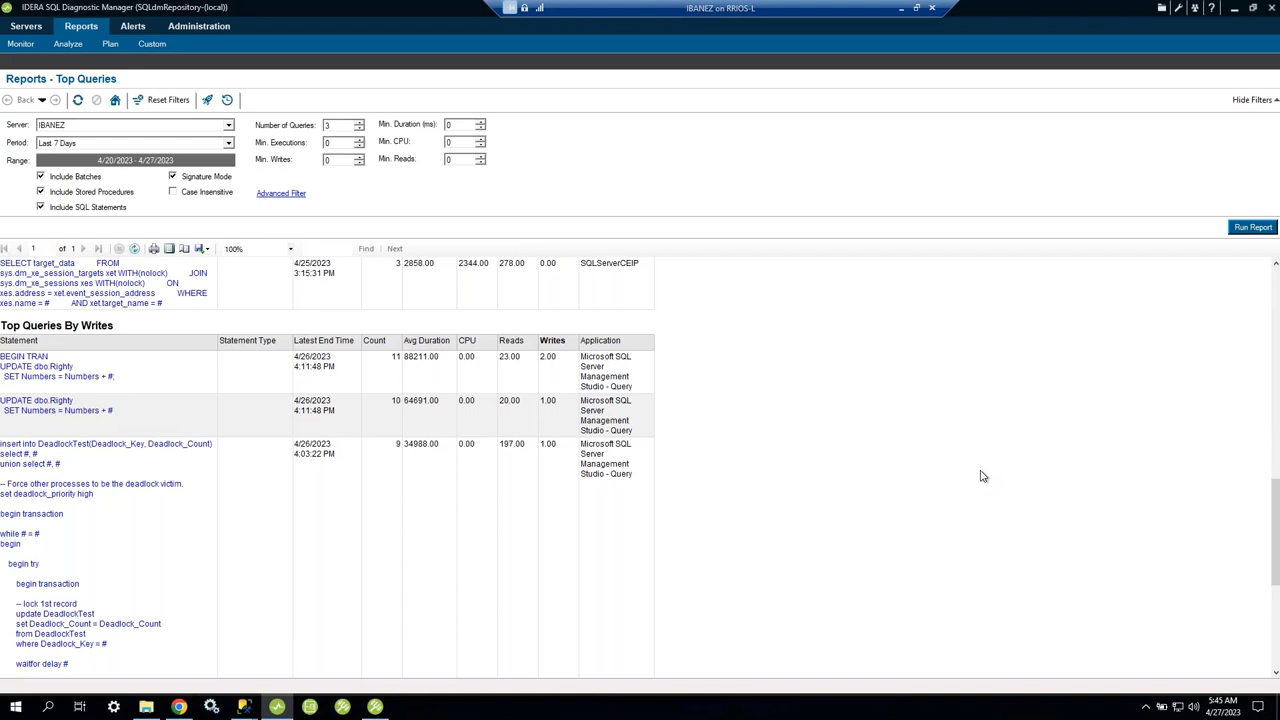 IDERA SQL Diagnostic Manager (SQLdmRepository-(local))
IBANEZ on RRIOS-L
Servers Reports Alerts Administration
Monitor Analyze Plan Custom
Reports - Top Queries
Back Reset Filters Hide Filters
Server: IBANEZ Number of Queries: 3 Min. Duration (ms): 0
Period: Last 7 Days Min. Executions: 0 Min. CPU: 0
Range: 4/20/2023 - 4/27/2023 Min. Writes: 0 Min. Reads: 0
Include Batches Signature Mode
Include Stored Procedures Case Insensitive Advanced Filter
Include SQL Statements
Run Report
1 of 1 100% Find Next
SELECT target_data FROM 4/25/2023 3 2858.00 2344.00 278.00 0.00 SQLServerCEIP
sys.dm_xe_session_targets xet WITH(nolock) JOIN 3:15:31 PM
sys.dm_xe_sessions xes WITH(nolock) ON
xes.address = xet.event_session_address WHERE
xes.name = # AND xet.target_name = #
Top Queries By Writes
Statement Statement Type Latest End Time Count Avg Duration CPU Reads Writes Application
BEGIN TRAN 4/26/2023 11 88211.00 0.00 23.00 2.00 Microsoft SQL
UPDATE dbo.Righty 4:11:48 PM Server
SET Numbers = Numbers + #; Management
Studio - Query
UPDATE dbo.Righty 4/26/2023 10 64691.00 0.00 20.00 1.00 Microsoft SQL
SET Numbers = Numbers + # 4:11:48 PM Server
Management
Studio - Query
insert into DeadlockTest(Deadlock_Key, Deadlock_Count) 4/26/2023 9 34988.00 0.00 197.00 1.00 Microsoft SQL
select #, # 4:03:22 PM Server
union select #, # Management
Studio - Query
-- Force other processes to be the deadlock victim.
set deadlock_priority high
begin transaction
while # = #
begin
begin try
begin transaction
-- lock 1st record
update DeadlockTest
set Deadlock_Count = Deadlock_Count
from DeadlockTest
where Deadlock_Key = #
waitfor delay #
5:45 AM
4/27/2023